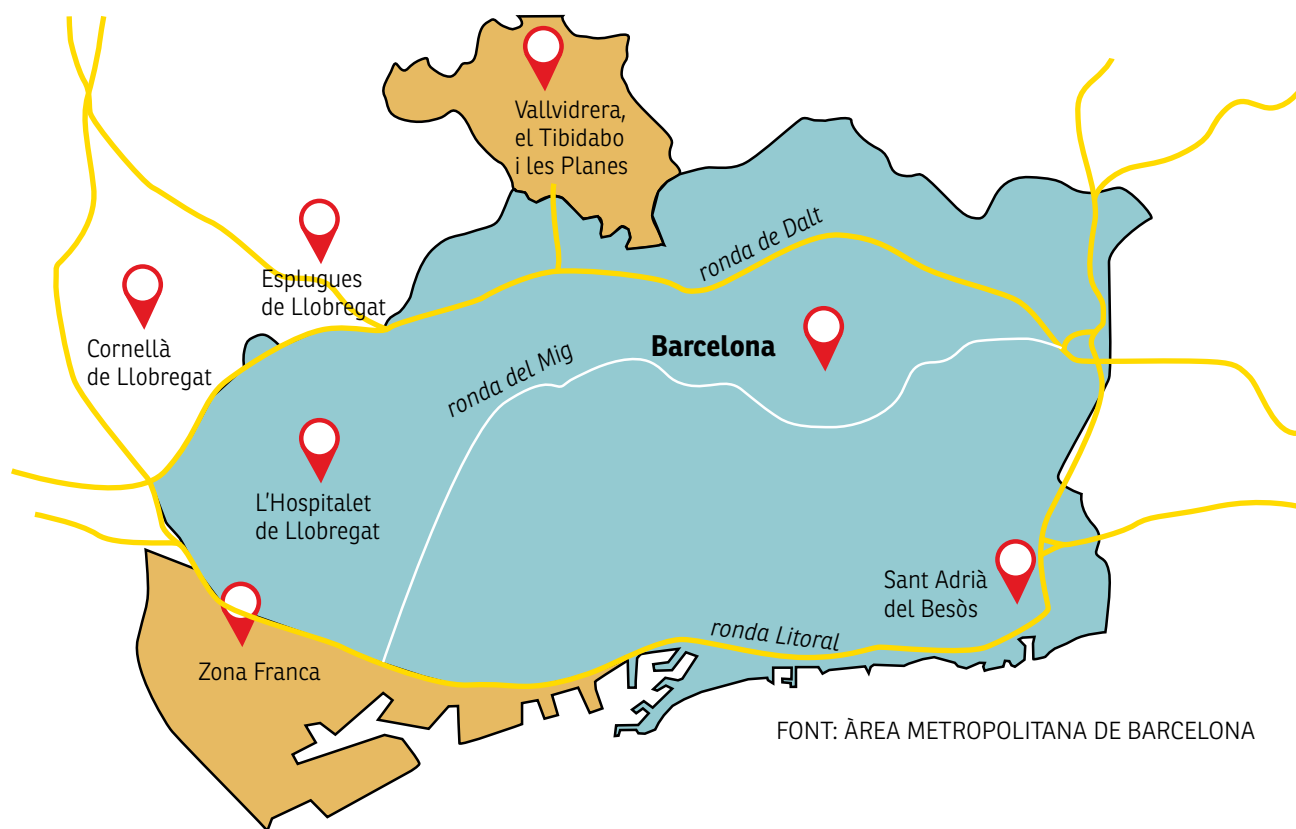 Vallvidrera,
el Tibidabo
i les Planes
ronda de Dalt
Esplugues
de Llobregat
Cornellà
de Llobregat
Barcelona
ronda del Mig
L'Hospitalet
de Llobregat
Sant Adrià
del Besòs
ronda Litoral
Zona Franca
FONT: ÀREA METROPOLITANA DE BARCELONA